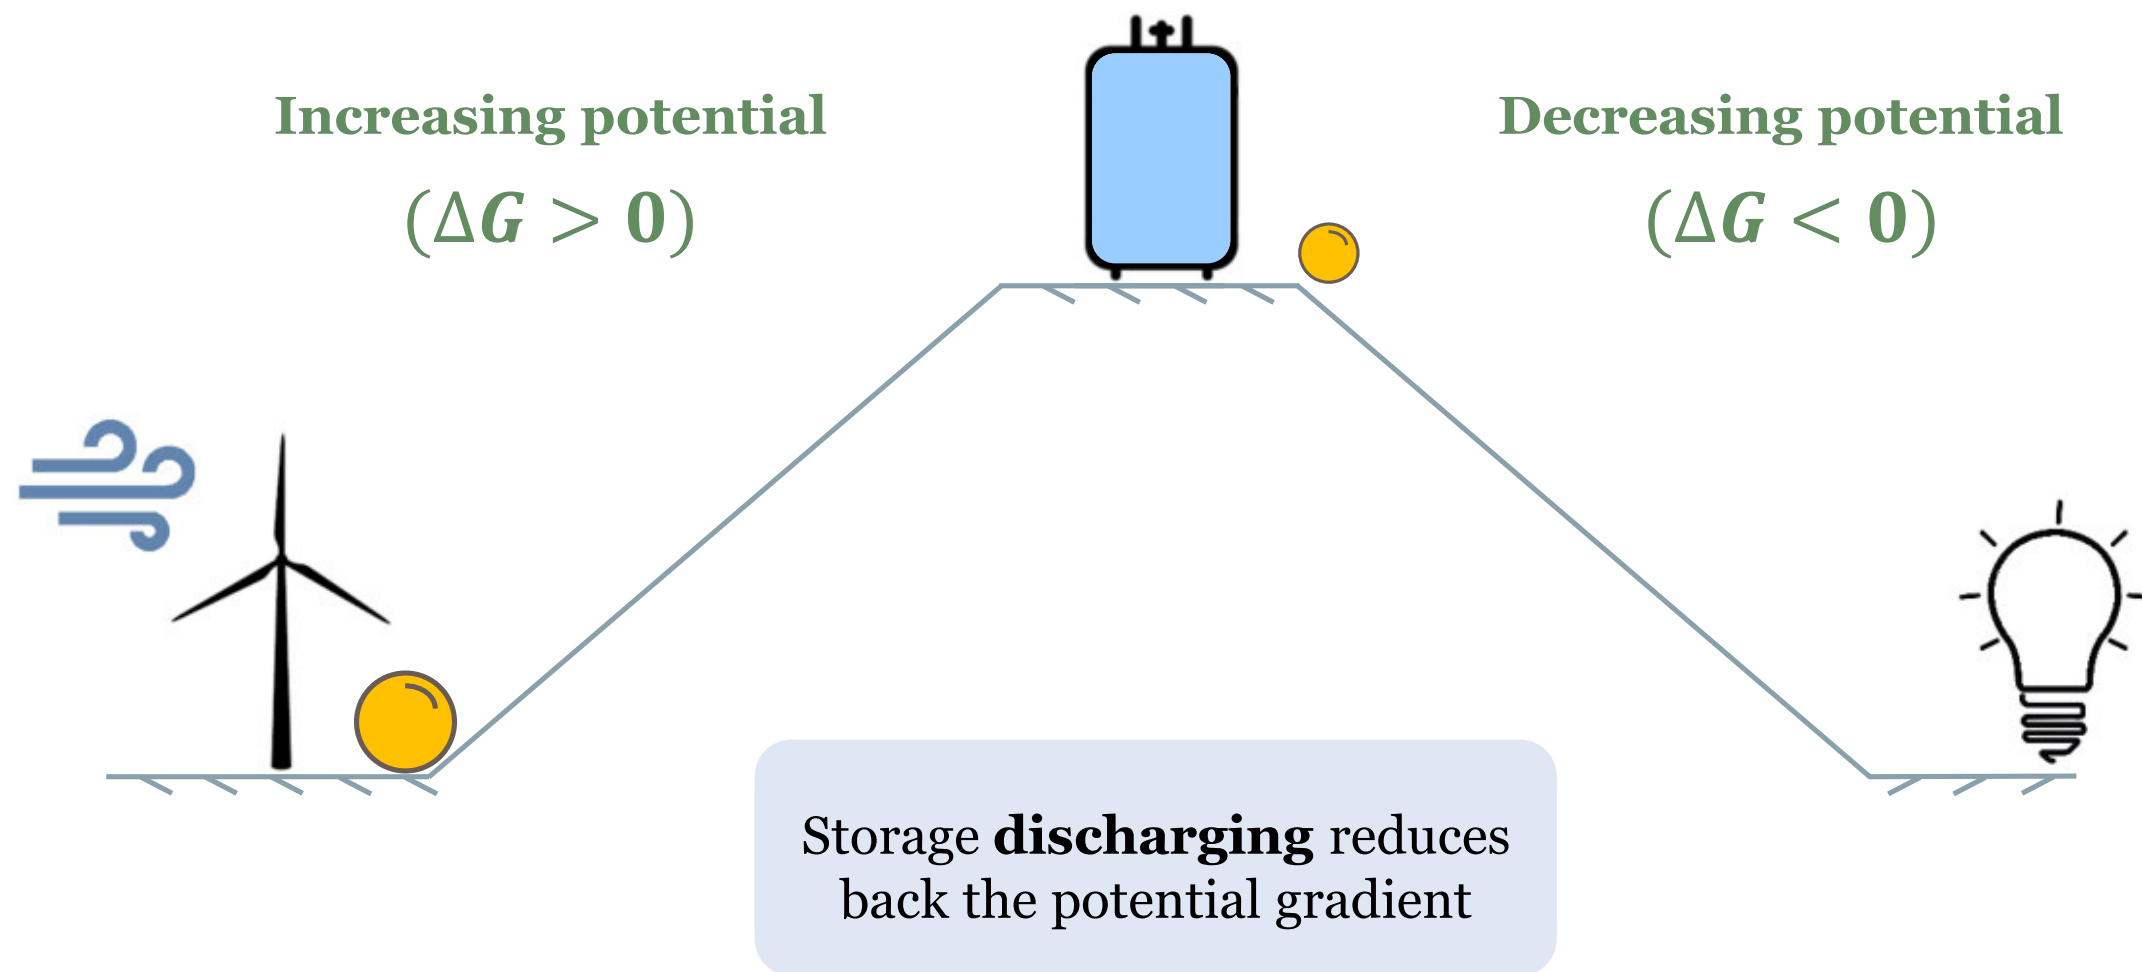 Increasing potential
(ΔG > 0)
Decreasing potential
(ΔG < 0)
Storage discharging reduces
back the potential gradient